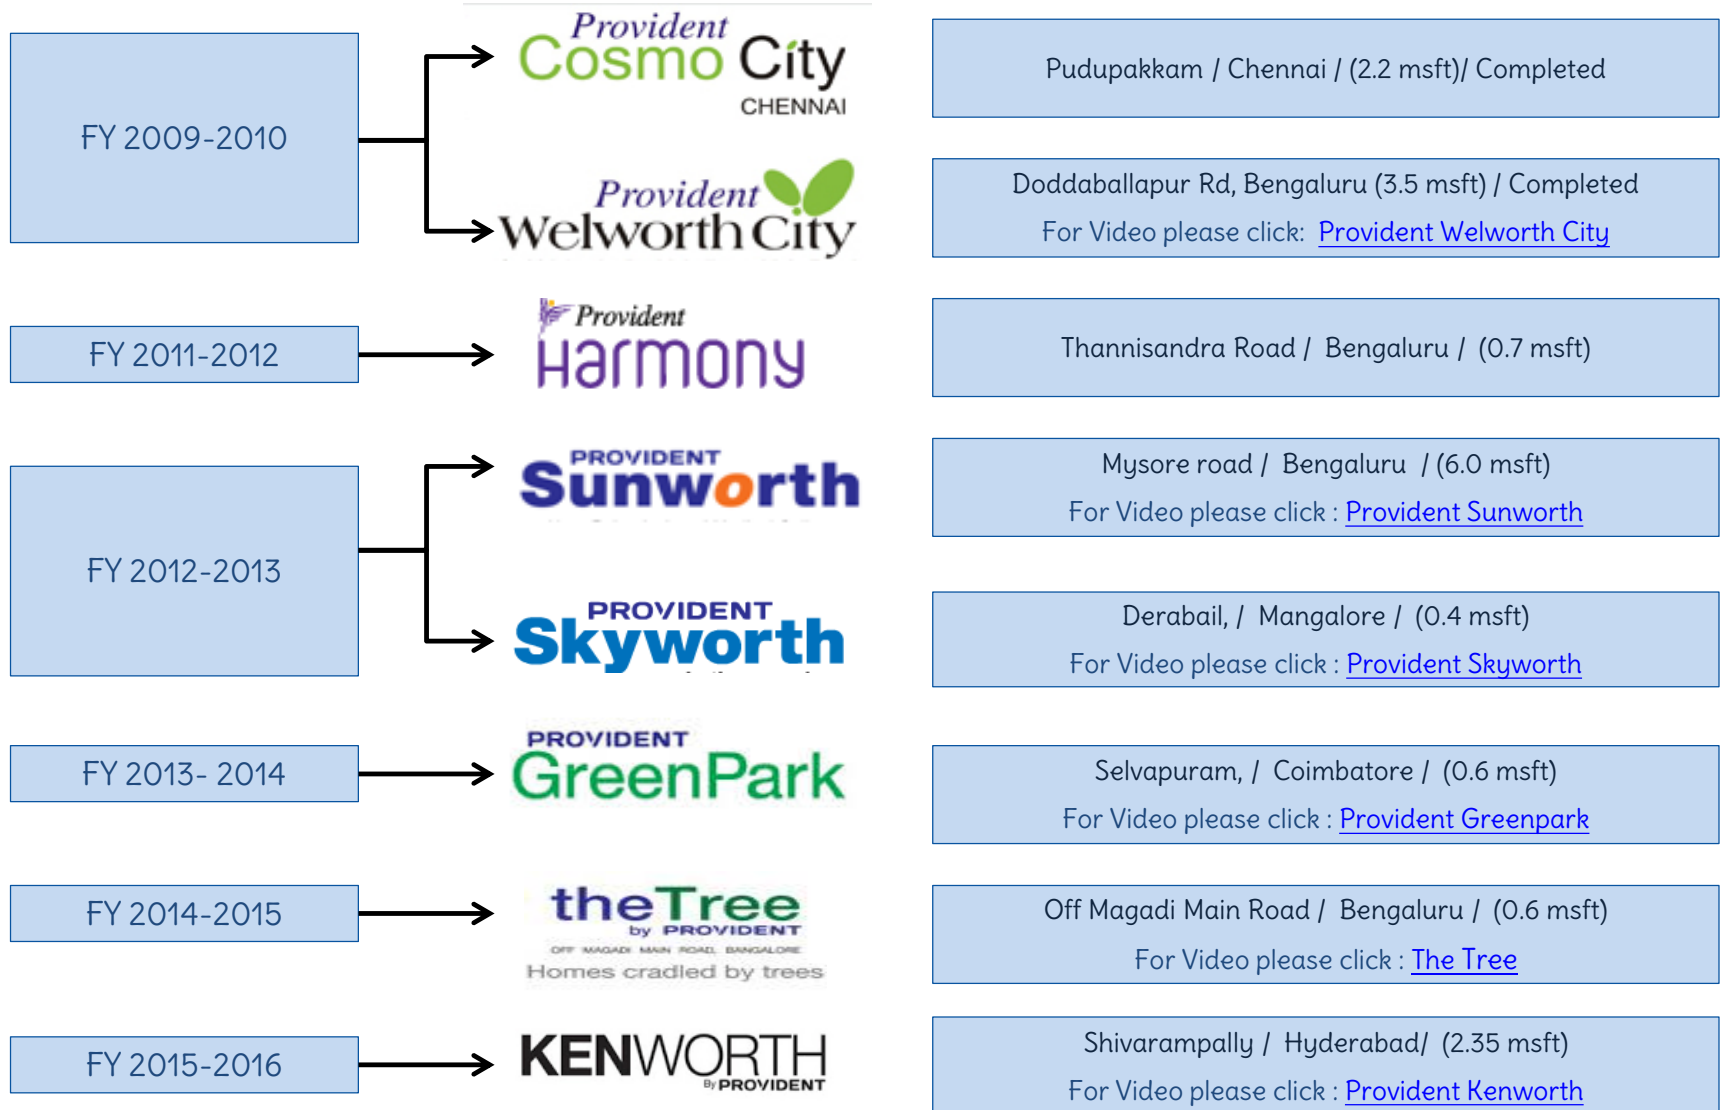 FY 2009-2010
Provident
Cosmo City
CHENNAI
Pudupakkam / Chennai / (2.2 msft)/ Completed
Provident
Welworth City
Doddaballapur Rd, Bengaluru (3.5 msft) / Completed
For Video please click: Provident Welworth City
FY 2011-2012
Provident
Harmony
Thannisandra Road / Bengaluru / (0.7 msft)
FY 2012-2013
PROVIDENT
Sunworth
Mysore road / Bengaluru / (6.0 msft)
For Video please click : Provident Sunworth
PROVIDENT
Skyworth
Derabail, / Mangalore / (0.4 msft)
For Video please click : Provident Skyworth
FY 2013- 2014
PROVIDENT
GreenPark
Selvapuram, / Coimbatore / (0.6 msft)
For Video please click : Provident Greenpark
FY 2014-2015
theTree
by PROVIDENT
OFF MAGADI MAIN ROAD, BANGALORE
Homes cradled by trees
Off Magadi Main Road / Bengaluru / (0.6 msft)
For Video please click : The Tree
FY 2015-2016
KENWORTH
By PROVIDENT
Shivarampally / Hyderabad/ (2.35 msft)
For Video please click : Provident Kenworth